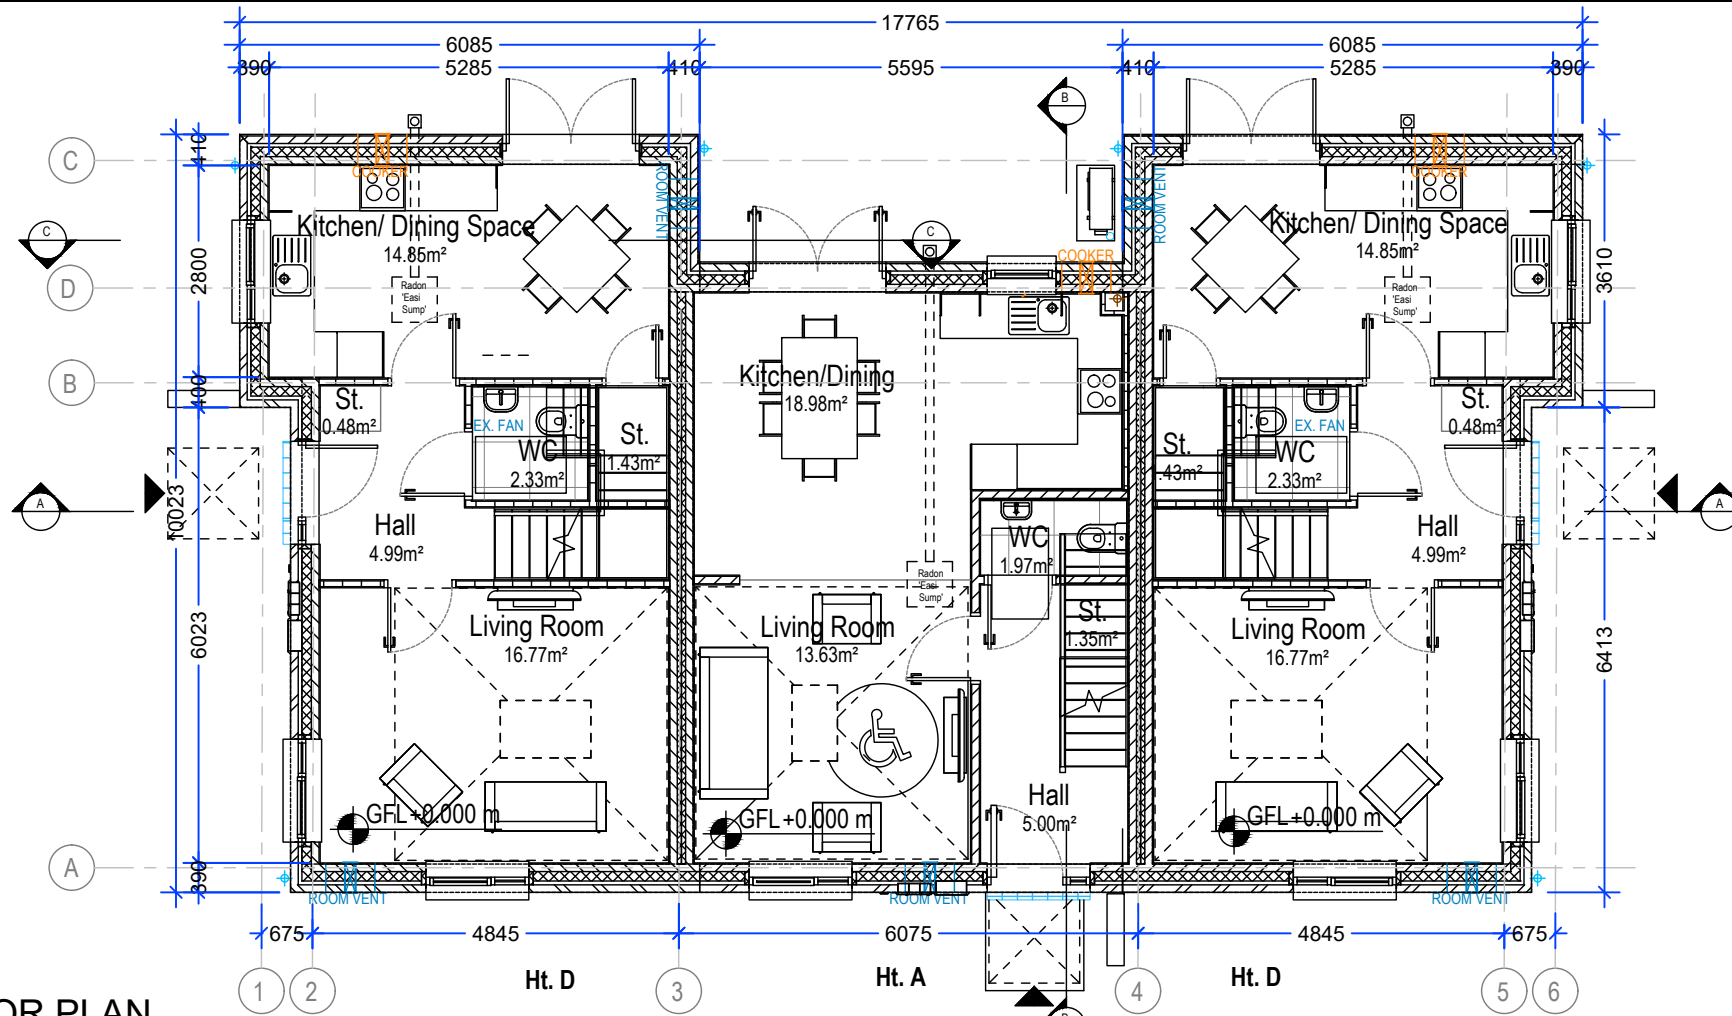 17765
6085
6085
390
5285
410
5595
410
5285
390
B
C
410
COOKER
ROOM VENT
ROOM VENT
COOKER
C
Kitchen/ Dining Space
14.85m²
C
COOKER
Kitchen/ Dining Space
14.85m²
2800
3610
D
Radon
'Easi
Sump'
Radon
'Easi
Sump'
B
400
Kitchen/Dining
18.98m²
St.
0.48m²
EX. FAN
WC
2.33m²
St.
1.43m²
St.
.43m²
EX. FAN
WC
2.33m²
St.
0.48m²
A
10023
Hall
4.99m²
WC
1.97m²
Hall
4.99m²
A
Radon
'Easi
Sump'
6023
Living Room
16.77m²
Living Room
13.63m²
St.
1.35m²
Living Room
16.77m²
6413
GFL+0.000 m
GFL+0.000 m
Hall
5.00m²
GFL+0.000 m
A
390
ROOM VENT
ROOM VENT
ROOM VENT
675
4845
6075
4845
675
1
2
3
4
5
6
Ht. D
Ht. A
Ht. D
OR PLAN